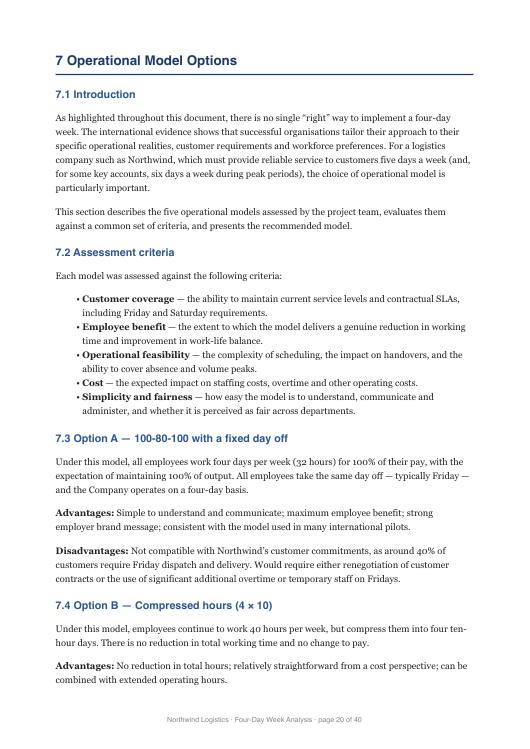 7 Operational Model Options
7.1 Introduction
As highlighted throughout this document, there is no single “right” way to implement a four-day
week. The international evidence shows that successful organisations tailor their approach to their
specific operational realities, customer requirements and workforce preferences. For a logistics
company such as Northwind, which must provide reliable service to customers five days a week (and,
for some key accounts, six days a week during peak periods), the choice of operational model is
particularly important.
This section describes the five operational models assessed by the project team, evaluates them
against a common set of criteria, and presents the recommended model.
7.2 Assessment criteria
Each model was assessed against the following criteria:
• Customer coverage — the ability to maintain current service levels and contractual SLAs,
including Friday and Saturday requirements.
• Employee benefit — the extent to which the model delivers a genuine reduction in working
time and improvement in work-life balance.
• Operational feasibility — the complexity of scheduling, the impact on handovers, and the
ability to cover absence and volume peaks.
• Cost — the expected impact on staffing costs, overtime and other operating costs.
• Simplicity and fairness — how easy the model is to understand, communicate and
administer, and whether it is perceived as fair across departments.
7.3 Option A — 100-80-100 with a fixed day off
Under this model, all employees work four days per week (32 hours) for 100% of their pay, with the
expectation of maintaining 100% of output. All employees take the same day off — typically Friday —
and the Company operates on a four-day basis.
Advantages: Simple to understand and communicate; maximum employee benefit; strong
employer brand message; consistent with the model used in many international pilots.
Disadvantages: Not compatible with Northwind’s customer commitments, as around 40% of
customers require Friday dispatch and delivery. Would require either renegotiation of customer
contracts or the use of significant additional overtime or temporary staff on Fridays.
7.4 Option B — Compressed hours (4 × 10)
Under this model, employees continue to work 40 hours per week, but compress them into four ten-
hour days. There is no reduction in total working time and no change to pay.
Advantages: No reduction in total hours; relatively straightforward from a cost perspective; can be
combined with extended operating hours.
Northwind Logistics · Four-Day Week Analysis · page 20 of 40